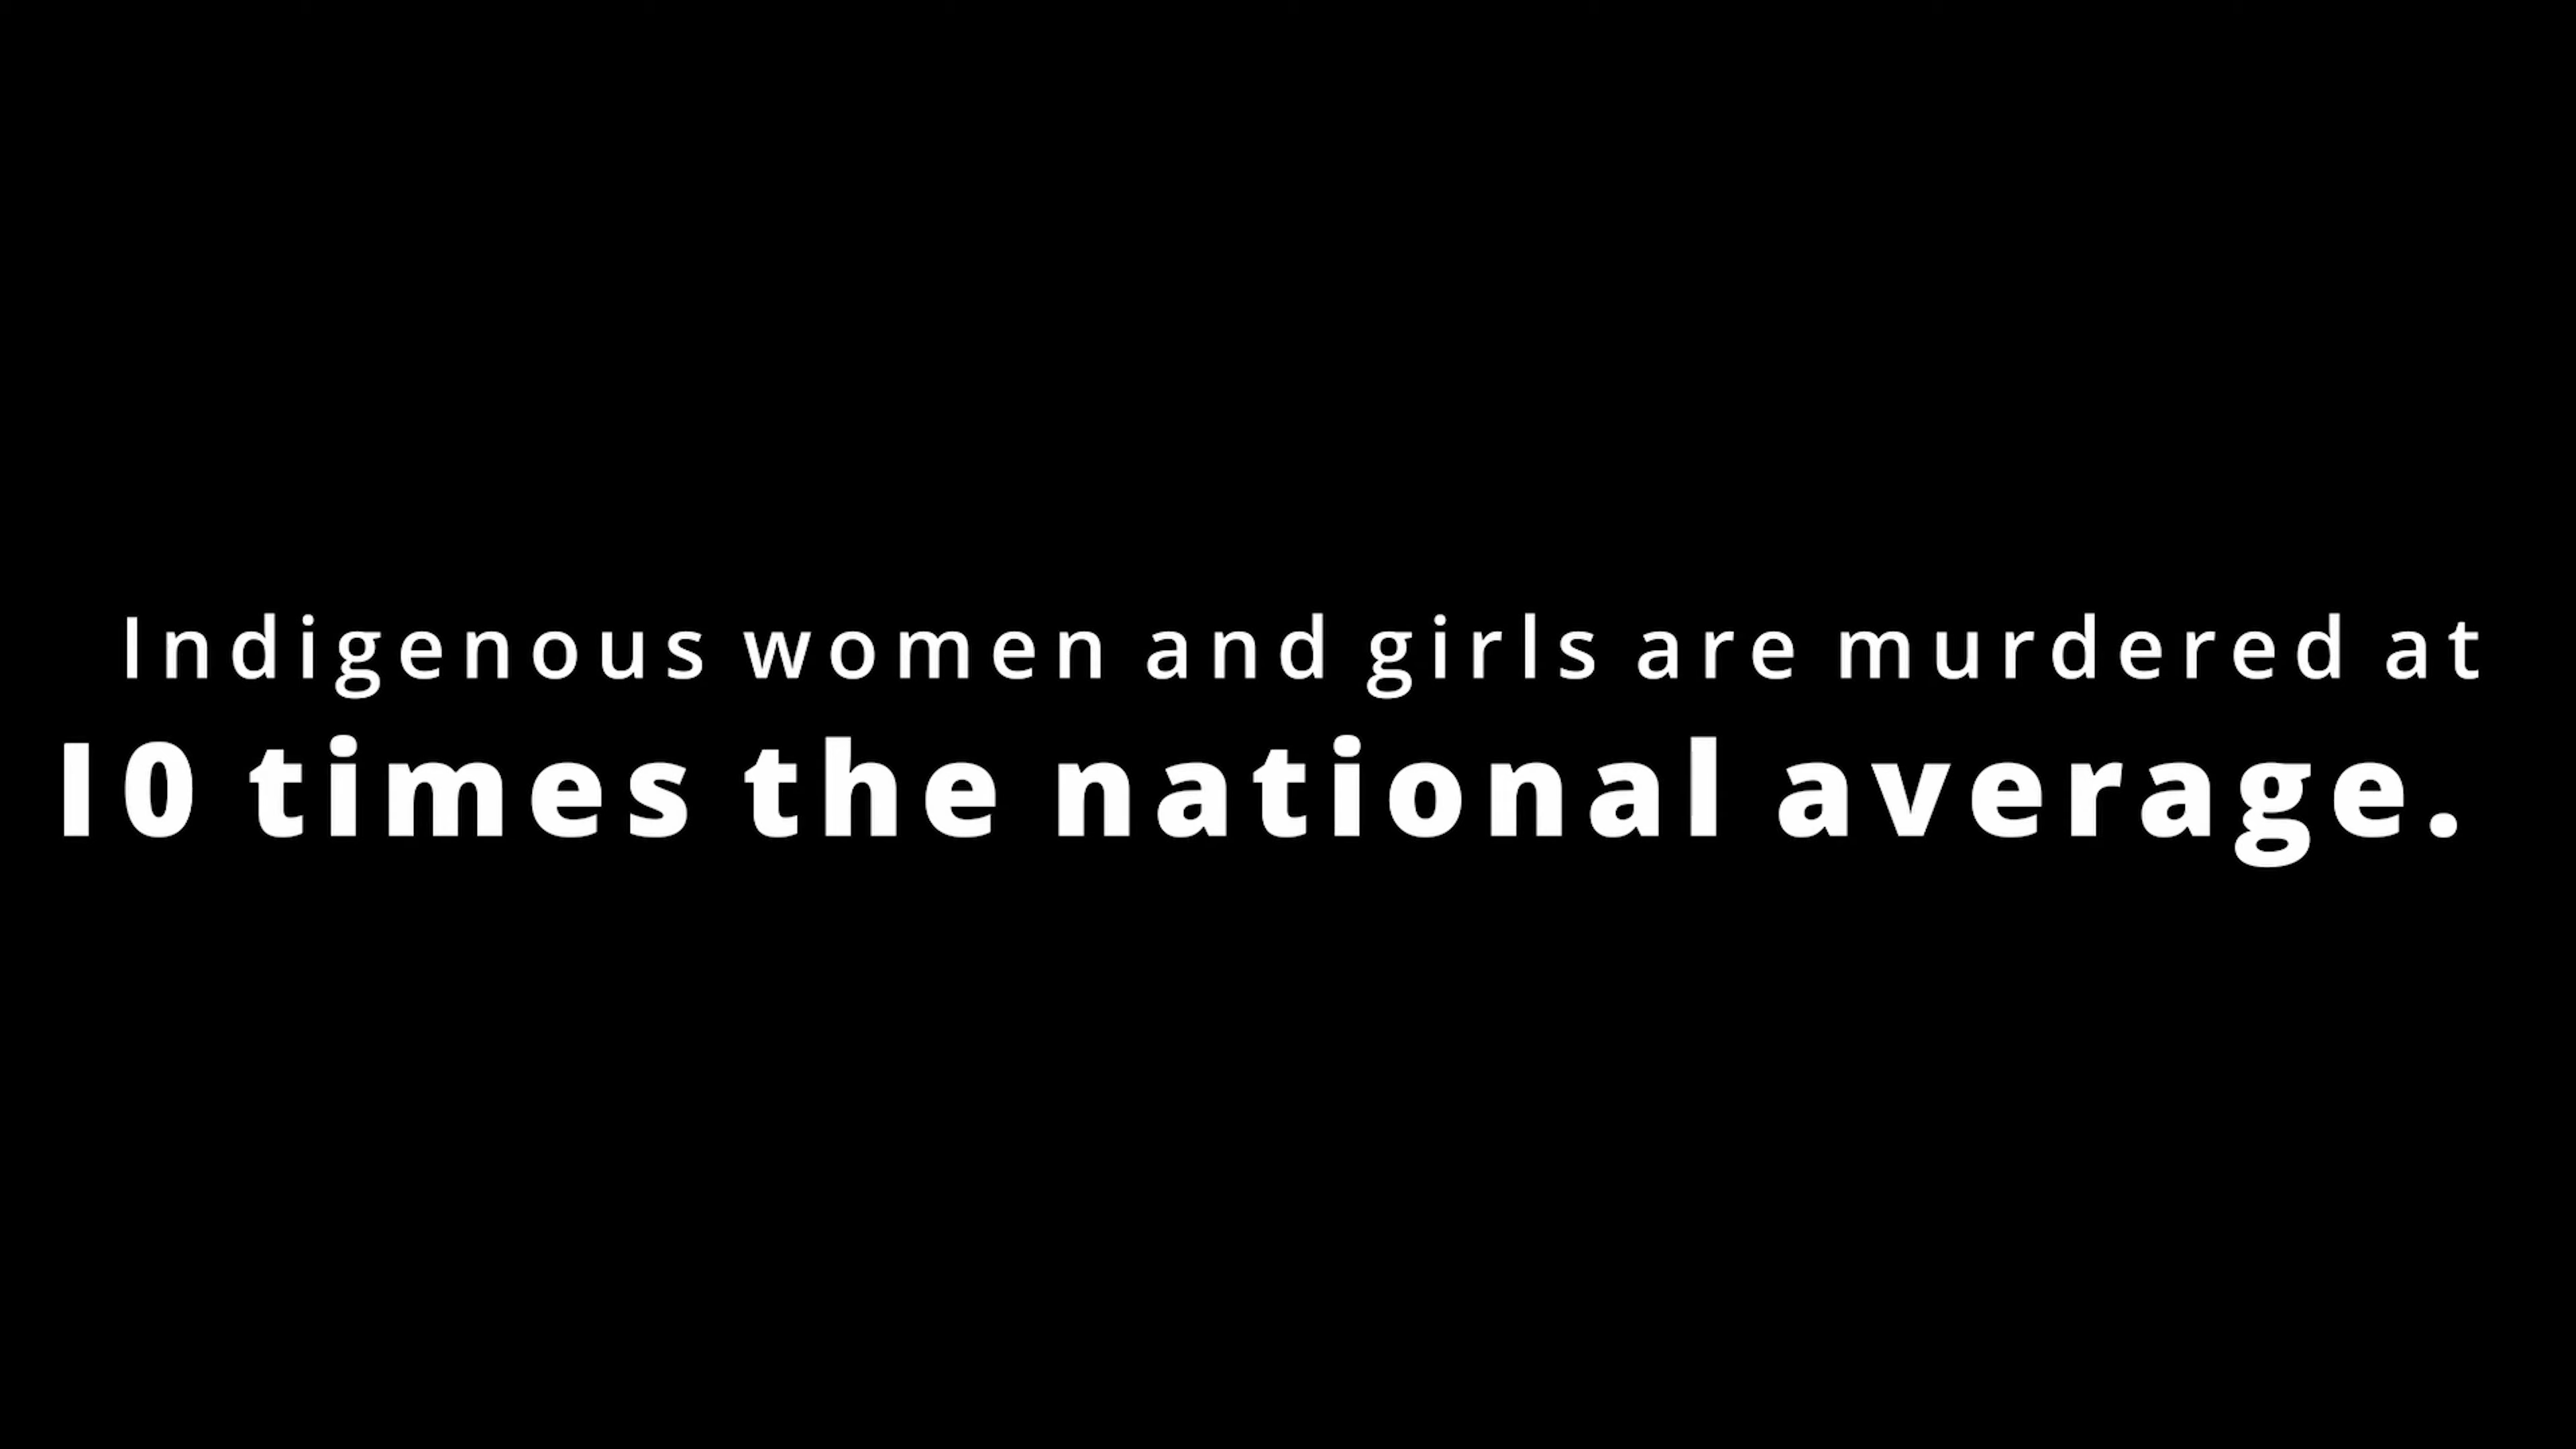 Indigenous women and girls are murdered at
10 times the national average.